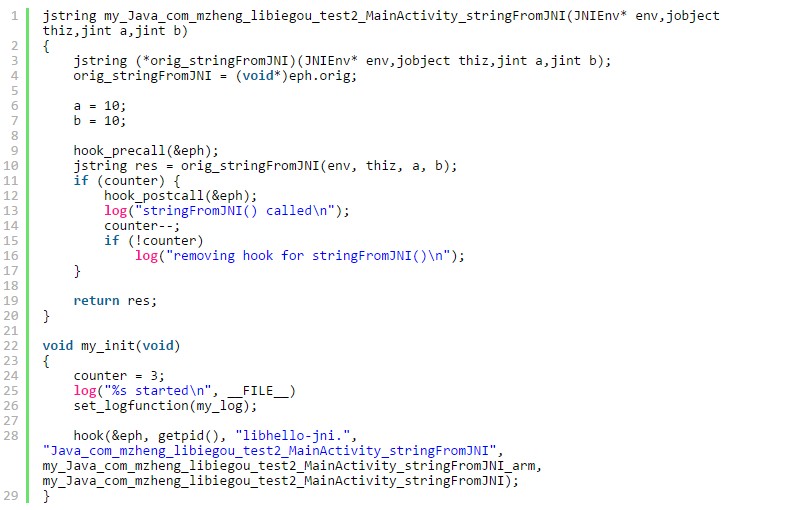 1 jstring my_Java_com_mzheng_libiegou_test2_MainActivity_stringFromJNI(JNIEnv* env,jobject
thiz,jint a,jint b)
2 {
3     jstring (*orig_stringFromJNI)(JNIEnv* env,jobject thiz,jint a,jint b);
4     orig_stringFromJNI = (void*)eph.orig;
5
6     a = 10;
7     b = 10;
8
9     hook_precall(&eph);
10     jstring res = orig_stringFromJNI(env, thiz, a, b);
11     if (counter) {
12         hook_postcall(&eph);
13         log("stringFromJNI() called\n");
14         counter--;
15         if (!counter)
16             log("removing hook for stringFromJNI()\n");
17     }
18
19     return res;
20 }
21
22 void my_init(void)
23 {
24     counter = 3;
25     log("%s started\n", __FILE__)
26     set_logfunction(my_log);
27
28     hook(&eph, getpid(), "libhello-jni.",
"Java_com_mzheng_libiegou_test2_MainActivity_stringFromJNI",
my_Java_com_mzheng_libiegou_test2_MainActivity_stringFromJNI_arm,
my_Java_com_mzheng_libiegou_test2_MainActivity_stringFromJNI);
29 }